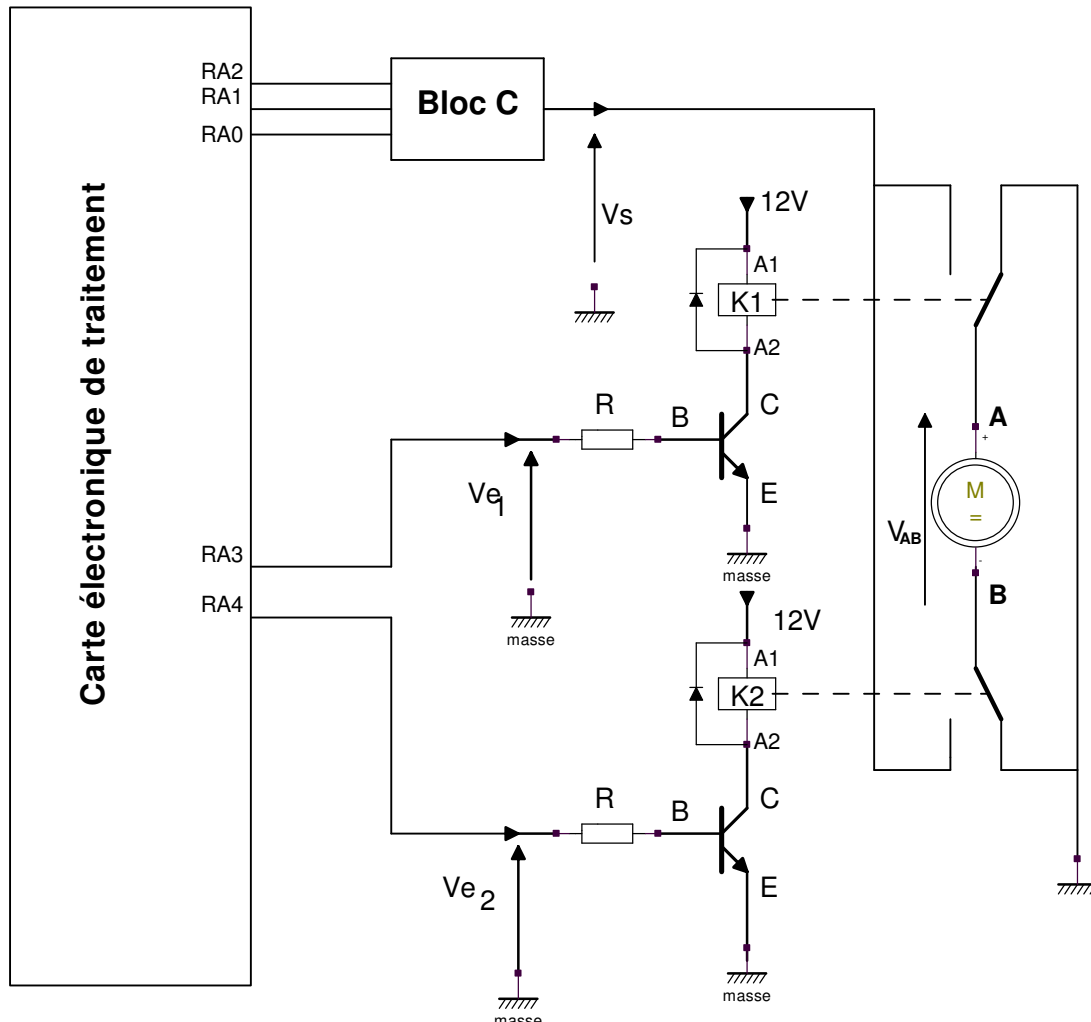 Carte électronique de traitement
RA2
RA1
RA0
Bloc C
Vs
12V
A1
K1
A2
R
B
C
E
Ve1
masse
masse
RA3
RA4
12V
A1
K2
A2
R
B
C
E
Ve2
masse
masse
A
+
M
=
VAB
-
B